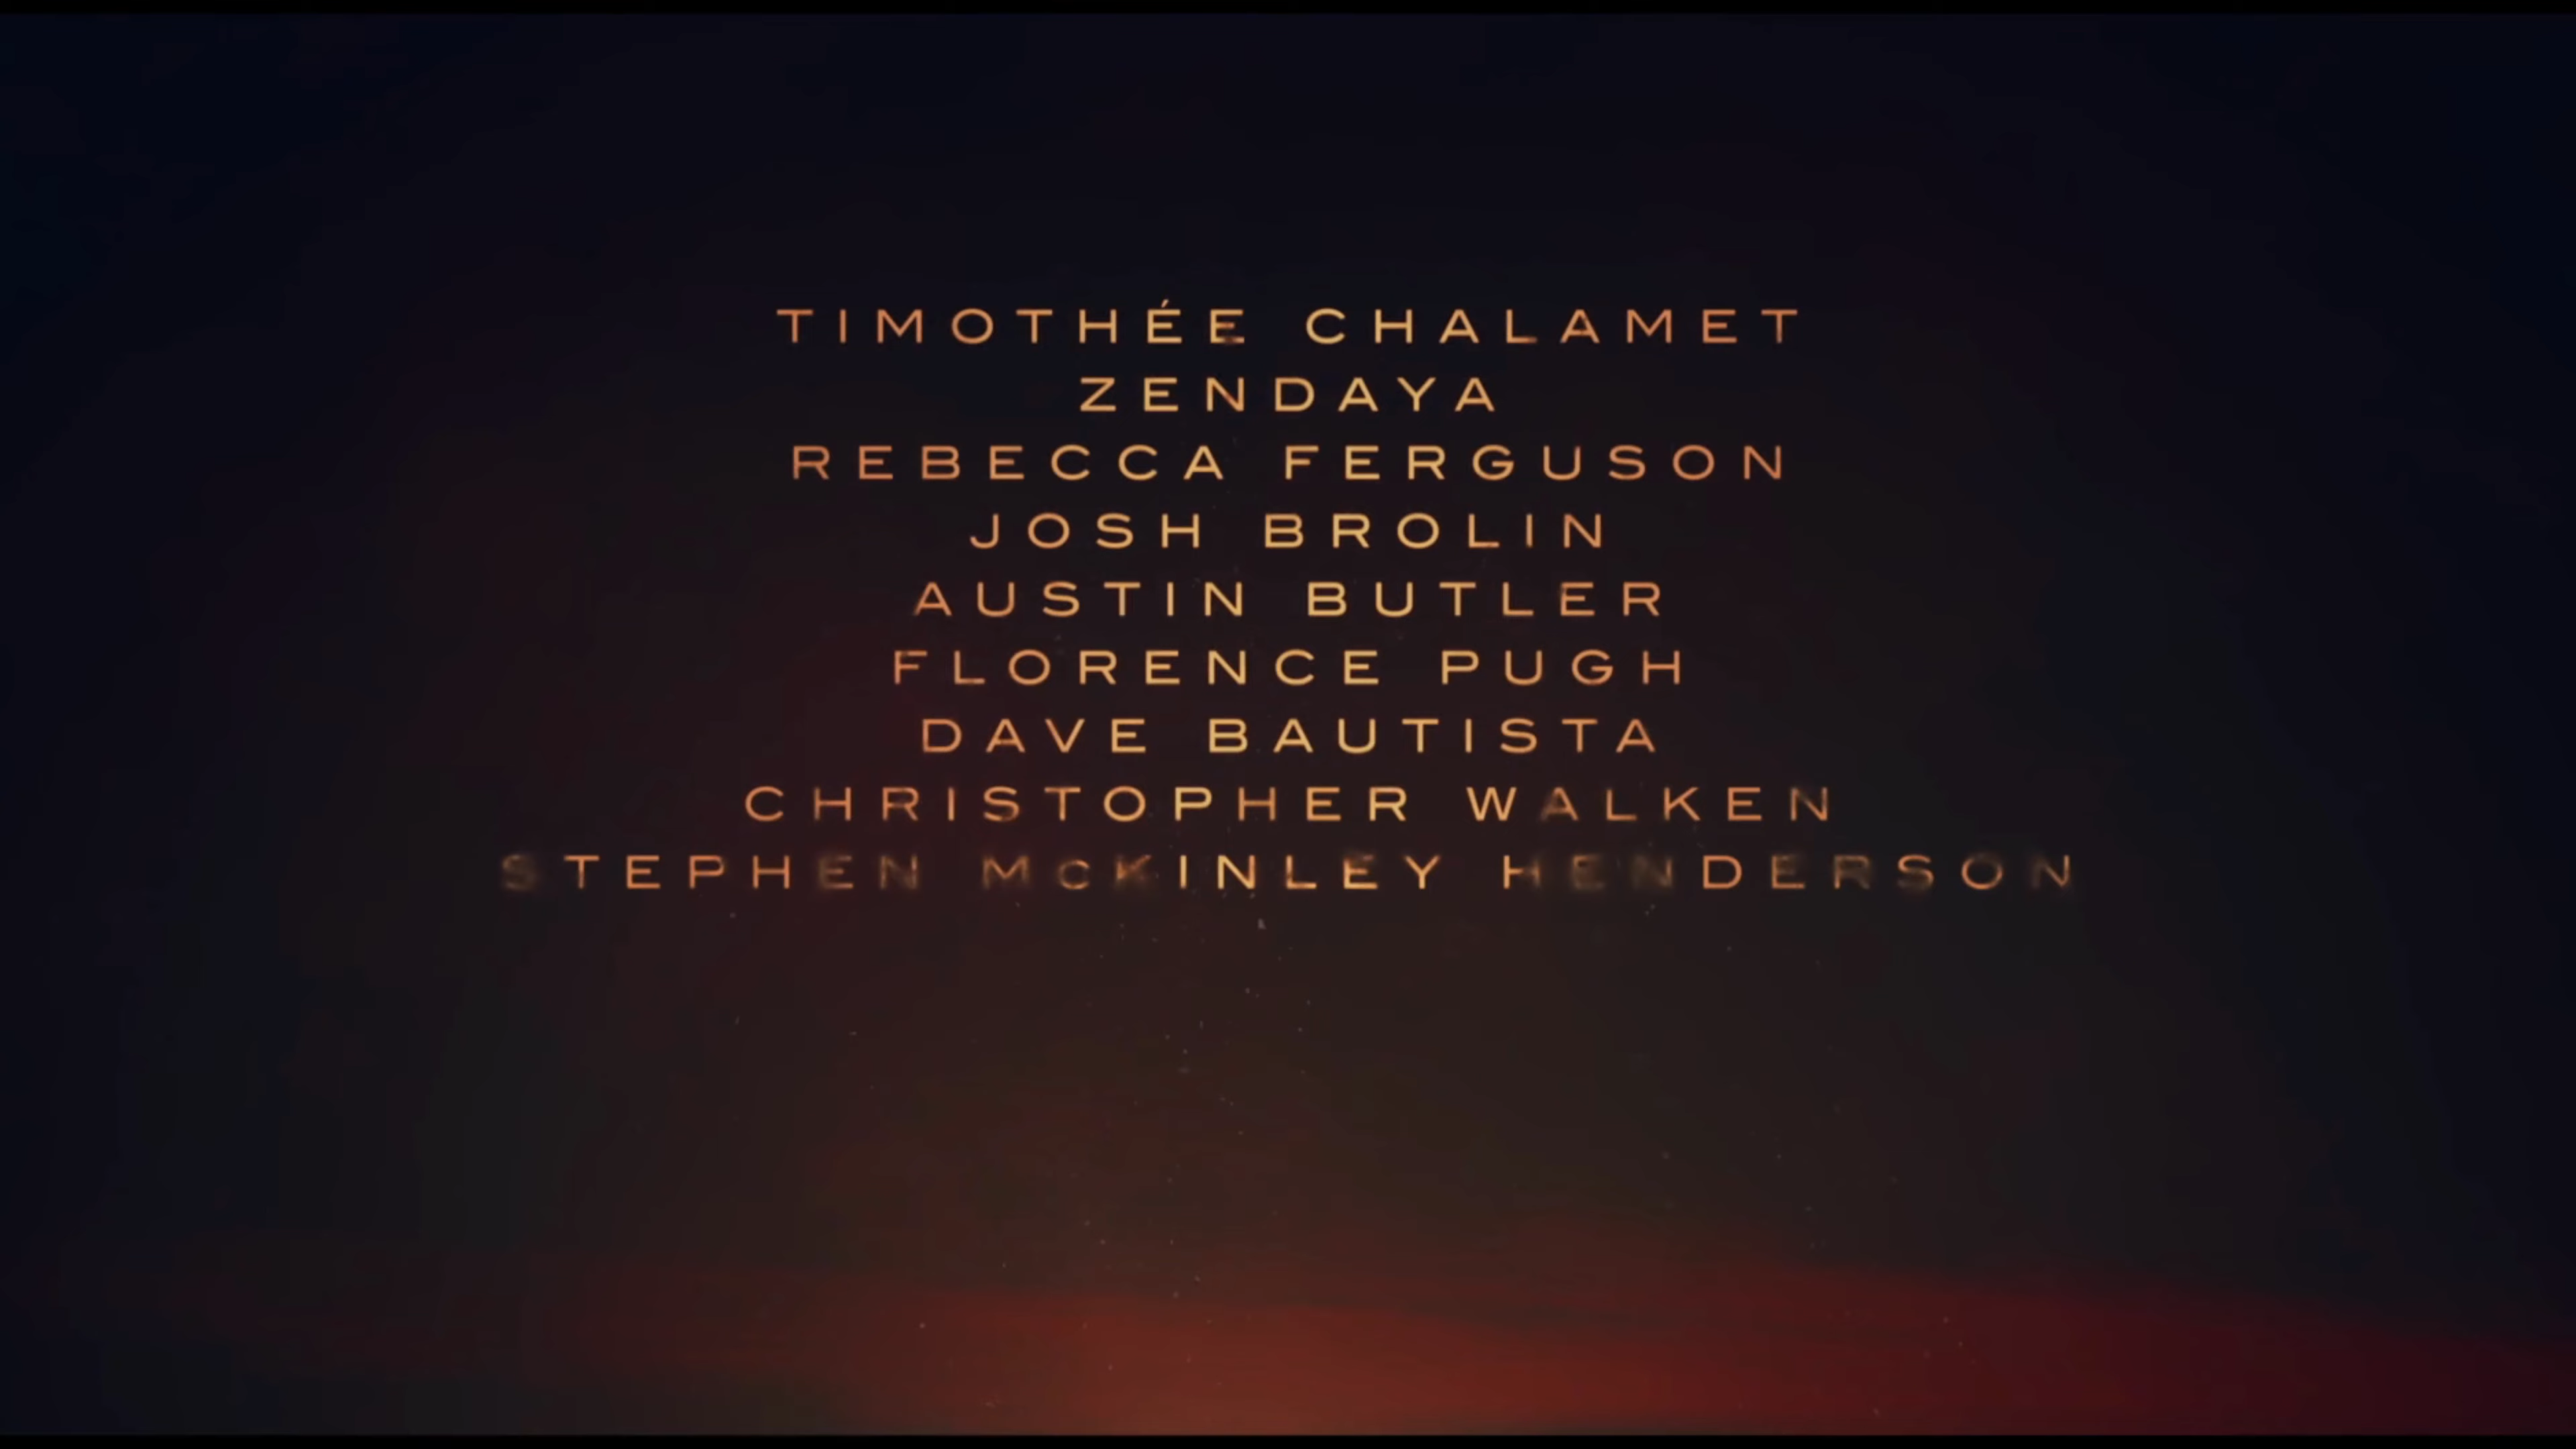 TIMOTHÉE CHALAMET
ZENDAYA
REBECCA FERGUSON
JOSH BROLIN
AUSTIN BUTLER
FLORENCE PUGH
DAVE BAUTISTA
CHRISTOPHER WALKEN
STEPHEN McKINLEY HENDERSON